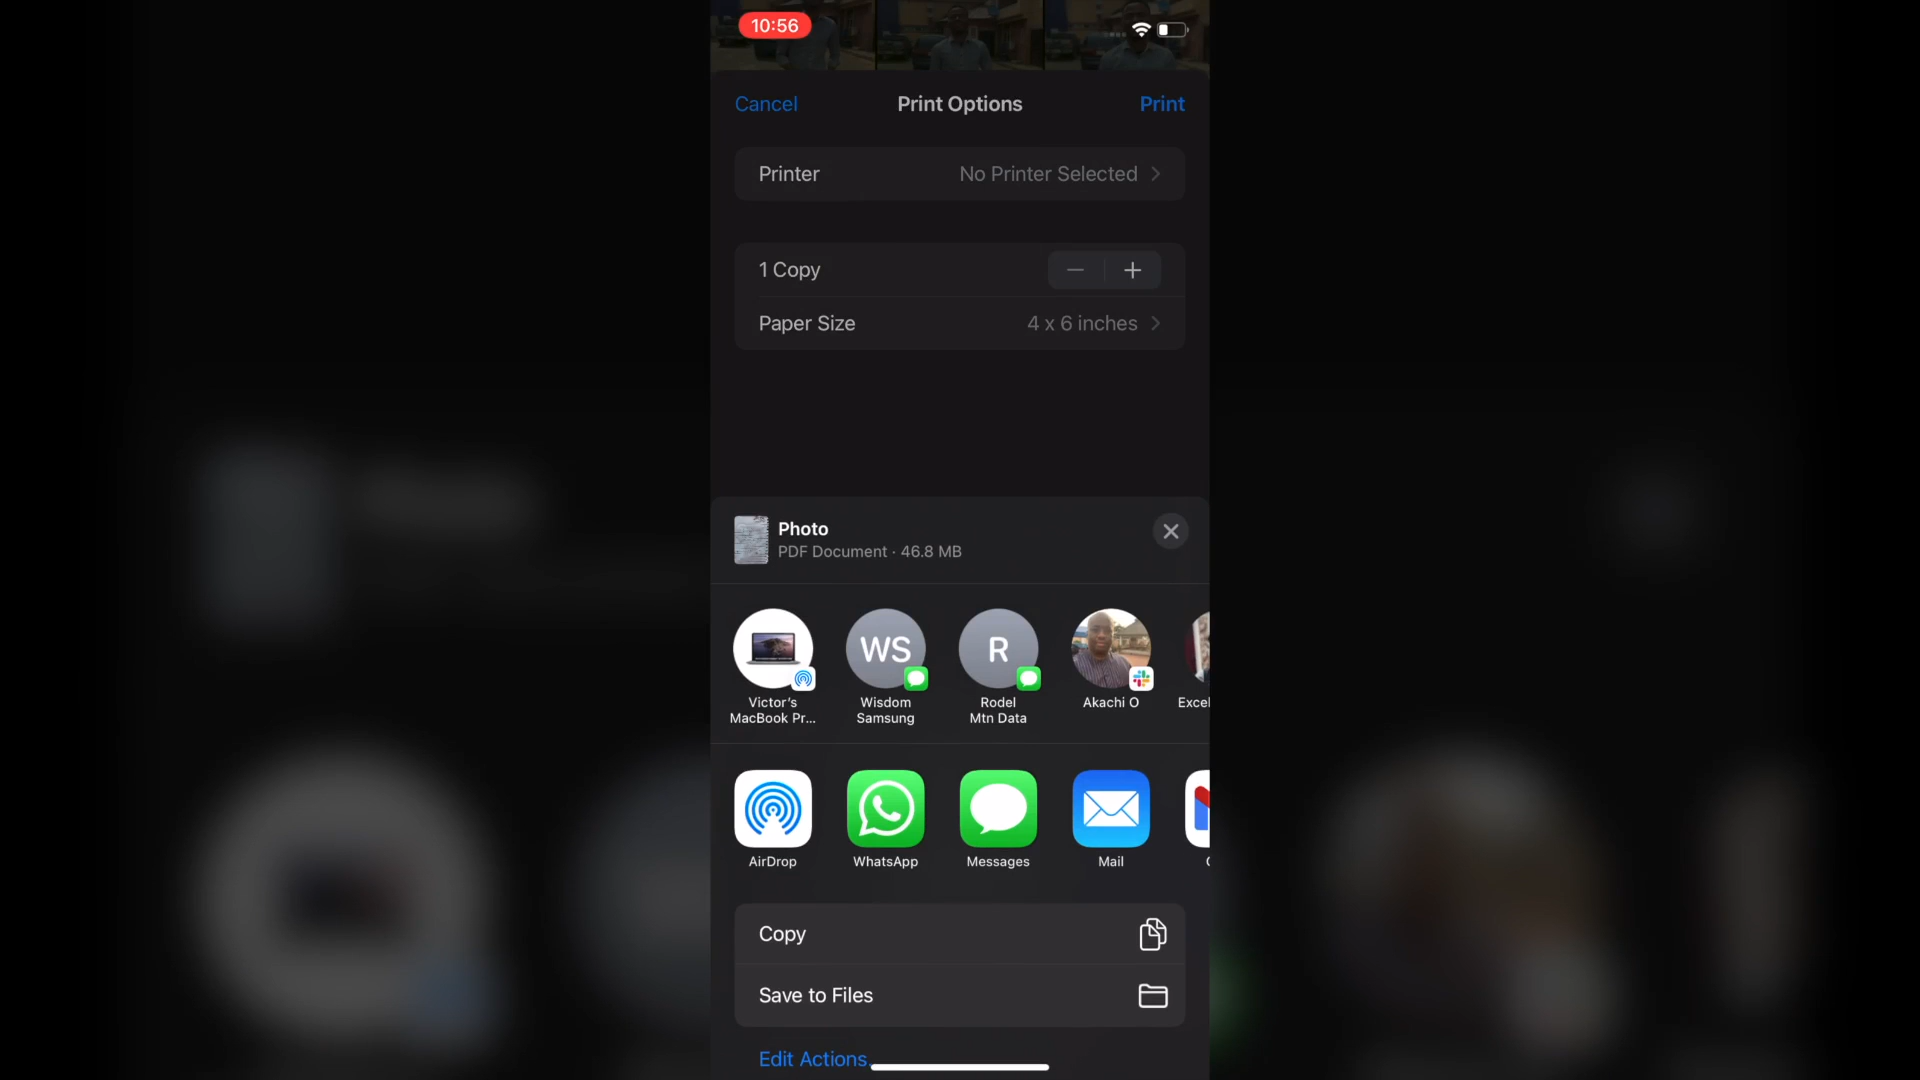 10:56
Cancel
Print Options
Print
Printer
No Printer Selected
1 Copy
Paper Size
4 x 6 inches
Photo
PDF Document · 46.8 MB
WS
R
Victor's
MacBook Pr...
Wisdom
Samsung
Rodel
Mtn Data
Akachi O
Excel
AirDrop
WhatsApp
Messages
Mail
Copy
Save to Files
Edit Actions